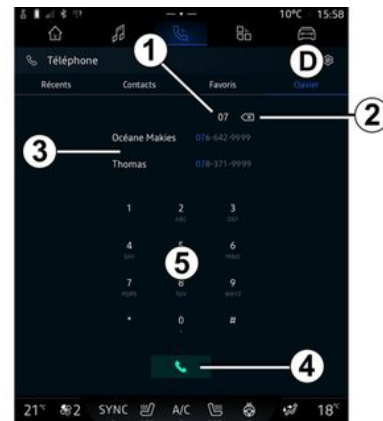 10°C 15:58
1
Téléphone
D
Récents Contacts Favoris Clavier
07
2
Océane Makies 076-642-9999
3
Thomas 078-371-9999
1 2 3
ABC DEF
4 6
GHI MNO
5
7 8 9
PQRS TUV WXYZ
* 0 #
+
4
21° 2 SYNC A/C 18°